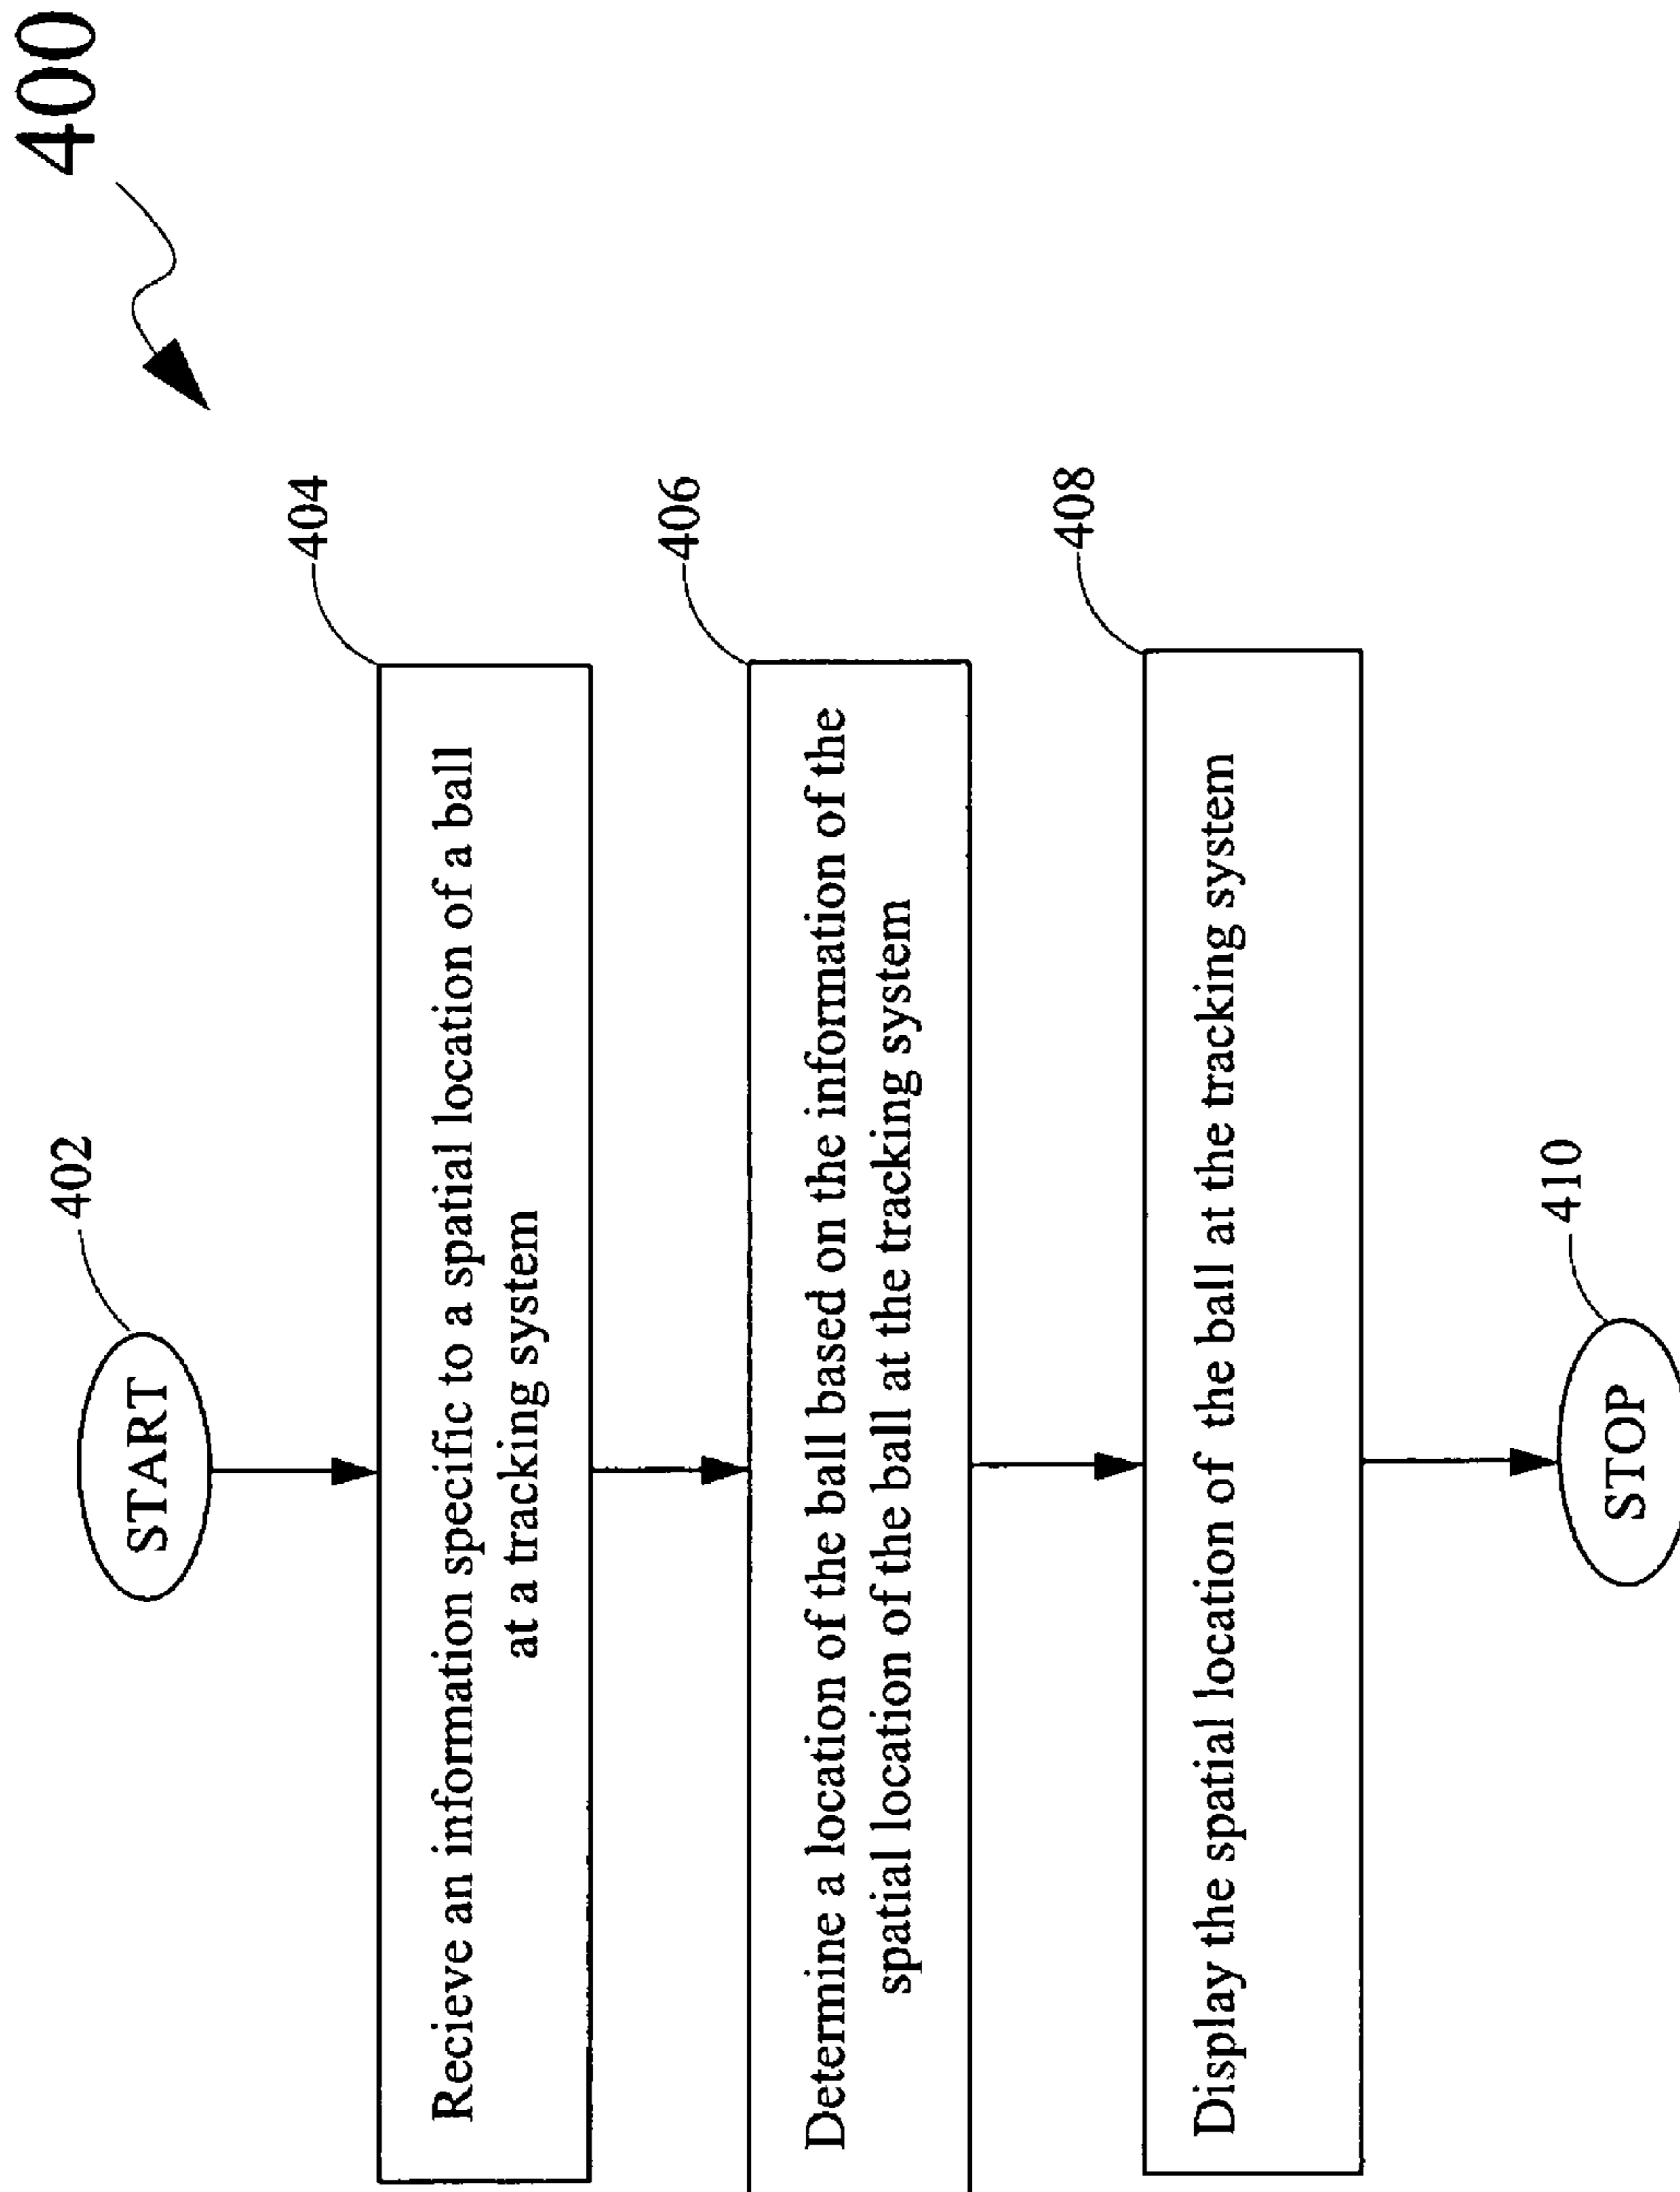 400
402
START
404
Recieve an information specific to a spatial location of a ball
at a tracking system
406
Determine a location of the ball based on the information of the
spatial location of the ball at the tracking system
408
Display the spatial location of the ball at the tracking system
410
STOP